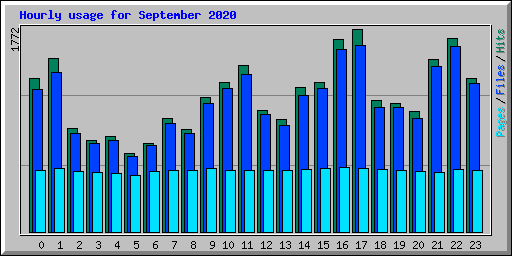 Hourly usage for September 2020
1772
Pages/Files/Hits
0 1 2 3 4 5 6 7 8 9 10 11 12 13 14 15 16 17 18 19 20 21 22 23